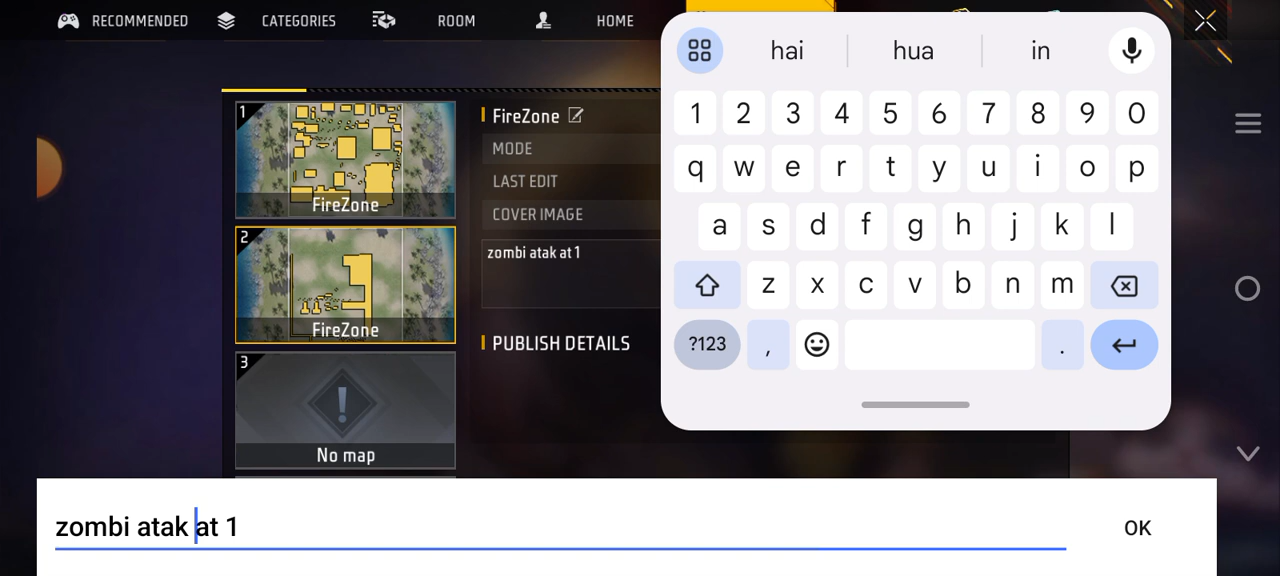 RECOMMENDED
CATEGORIES
ROOM
HOME
1
FireZone
2
FireZone
3
No map
FireZone
MODE
LAST EDIT
COVER IMAGE
zombi atak at 1
PUBLISH DETAILS
hai
hua
in
1 2 3 4 5 6 7 8 9 0
q w e r t y u i o p
a s d f g h j k l
z x c v b n m
?123 , .
zombi atak at 1
OK